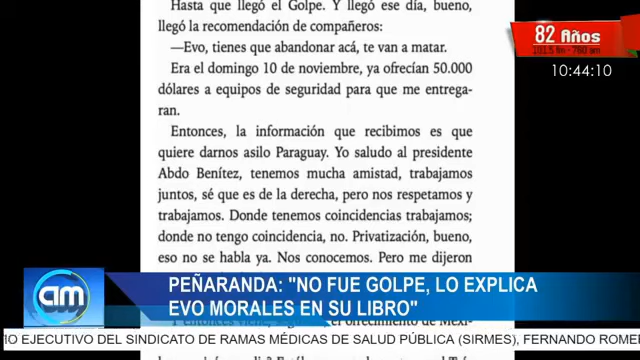 Hasta que llegó el Golpe. Y llegó ese día, bueno,
llegó la recomendación de compañeros:
—Evo, tienes que abandonar acá, te van a matar.
Era el domingo 10 de noviembre, ya ofrecían 50.000
dólares a equipos de seguridad para que me entrega-
ran.
Entonces, la información que recibimos es que
quiere darnos asilo Paraguay. Yo saludo al presidente
Abdo Benítez, tenemos mucha amistad, trabajamos
juntos, sé que es de la derecha, pero nos respetamos y
trabajamos. Donde tenemos coincidencias trabajamos;
donde no tengo coincidencia, no. Privatización, bueno,
eso no se habla ya. Nos conocemos. Pero me dijeron
82 Años
101.5 fm - 760 am
10:44:10
am
PEÑARANDA: "NO FUE GOLPE, LO EXPLICA
EVO MORALES EN SU LIBRO"
el ofrecimiento de Méxi-
IO EJECUTIVO DEL SINDICATO DE RAMAS MÉDICAS DE SALUD PÚBLICA (SIRMES), FERNANDO ROME